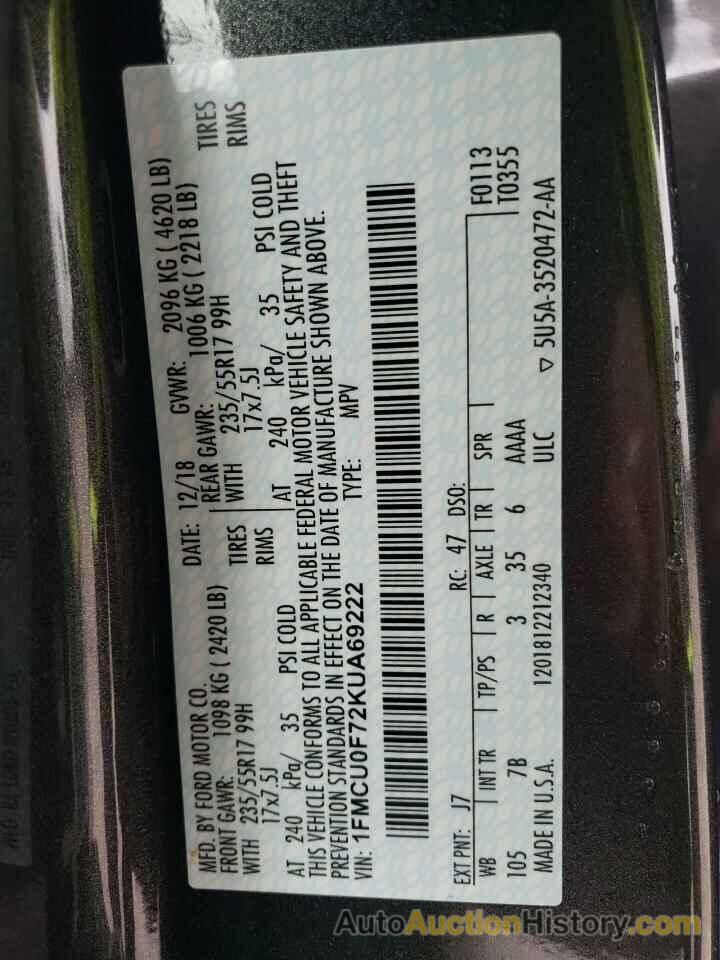 MFD. BY FORD MOTOR CO.
DATE: 12/18 GVWR: 2096 KG ( 4620 LB)
FRONT GAWR: 1098 KG ( 2420 LB) REAR GAWR: 1006 KG ( 2218 LB)
WITH 235/55R17 99H TIRES WITH 235/55R17 99H TIRES
17x7.5J RIMS 17x7.5J RIMS
AT 240 kPa/ 35 PSI COLD AT 240 kPa/ 35 PSI COLD
THIS VEHICLE CONFORMS TO ALL APPLICABLE FEDERAL MOTOR VEHICLE SAFETY AND THEFT
PREVENTION STANDARDS IN EFFECT ON THE DATE OF MANUFACTURE SHOWN ABOVE.
VIN: 1FMCU0F72KUA69222 TYPE: MPV
F0113
T0355
EXT PNT: J7 RC: 47 DSO:
WB INT TR TP/PS R AXLE TR SPR
105 7B 3 35 6 AAAA
MADE IN U.S.A. 1201812212340 ULC
▽ 5U5A-3520472-AA
AutoAuctionHistory.com